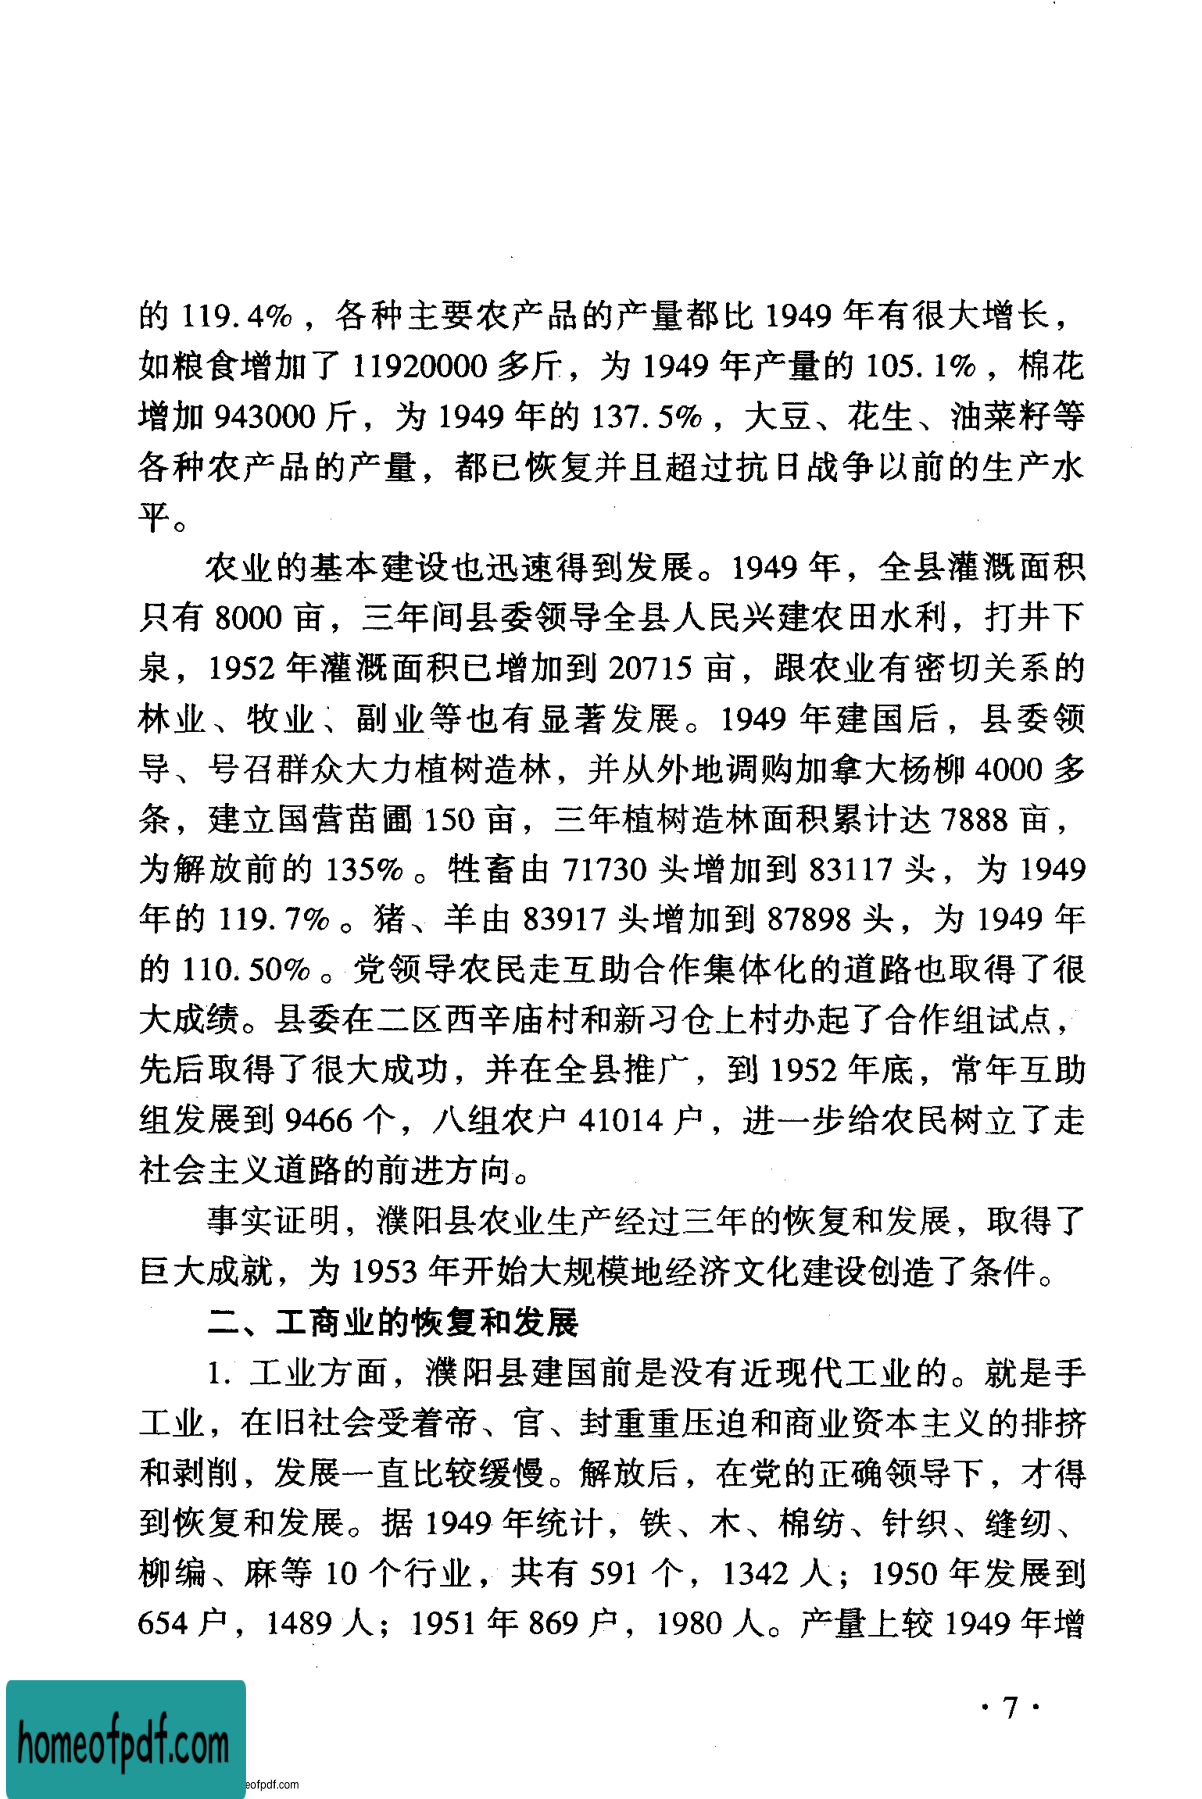 的 119.4%，各种主要农产品的产量都比 1949 年有很大增长，
如粮食增加了 11920000 多斤，为 1949 年产量的 105.1%，棉花
增加 943000 斤，为 1949 年的 137.5%，大豆、花生、油菜籽等
各种农产品的产量，都已恢复并且超过抗日战争以前的生产水
平。
农业的基本建设也迅速得到发展。1949 年，全县灌溉面积
只有 8000 亩，三年间县委领导全县人民兴建农田水利，打井下
泉，1952 年灌溉面积已增加到 20715 亩，跟农业有密切关系的
林业、牧业、副业等也有显著发展。1949 年建国后，县委领
导、号召群众大力植树造林，并从外地调购加拿大杨柳 4000 多
条，建立国营苗圃 150 亩，三年植树造林面积累计达 7888 亩，
为解放前的 135%。牲畜由 71730 头增加到 83117 头，为 1949
年的 119.7%。猪、羊由 83917 头增加到 87898 头，为 1949 年
的 110.50%。党领导农民走互助合作集体化的道路也取得了很
大成绩。县委在二区西辛庙村和新习仓上村办起了合作组试点，
先后取得了很大成功，并在全县推广，到 1952 年底，常年互助
组发展到 9466 个，八组农户 41014 户，进一步给农民树立了走
社会主义道路的前进方向。
事实证明，濮阳县农业生产经过三年的恢复和发展，取得了
巨大成就，为 1953 年开始大规模地经济文化建设创造了条件。
二、工商业的恢复和发展
1. 工业方面，濮阳县建国前是没有近现代工业的。就是手
工业，在旧社会受着帝、官、封重重压迫和商业资本主义的排挤
和剥削，发展一直比较缓慢。解放后，在党的正确领导下，才得
到恢复和发展。据 1949 年统计，铁、木、棉纺、针织、缝纫、
柳编、麻等 10 个行业，共有 591 个，1342 人；1950 年发展到
654 户，1489 人；1951 年 869 户，1980 人。产量上较 1949 年增
· 7 ·
homeofpdf.com
eofpdf.com